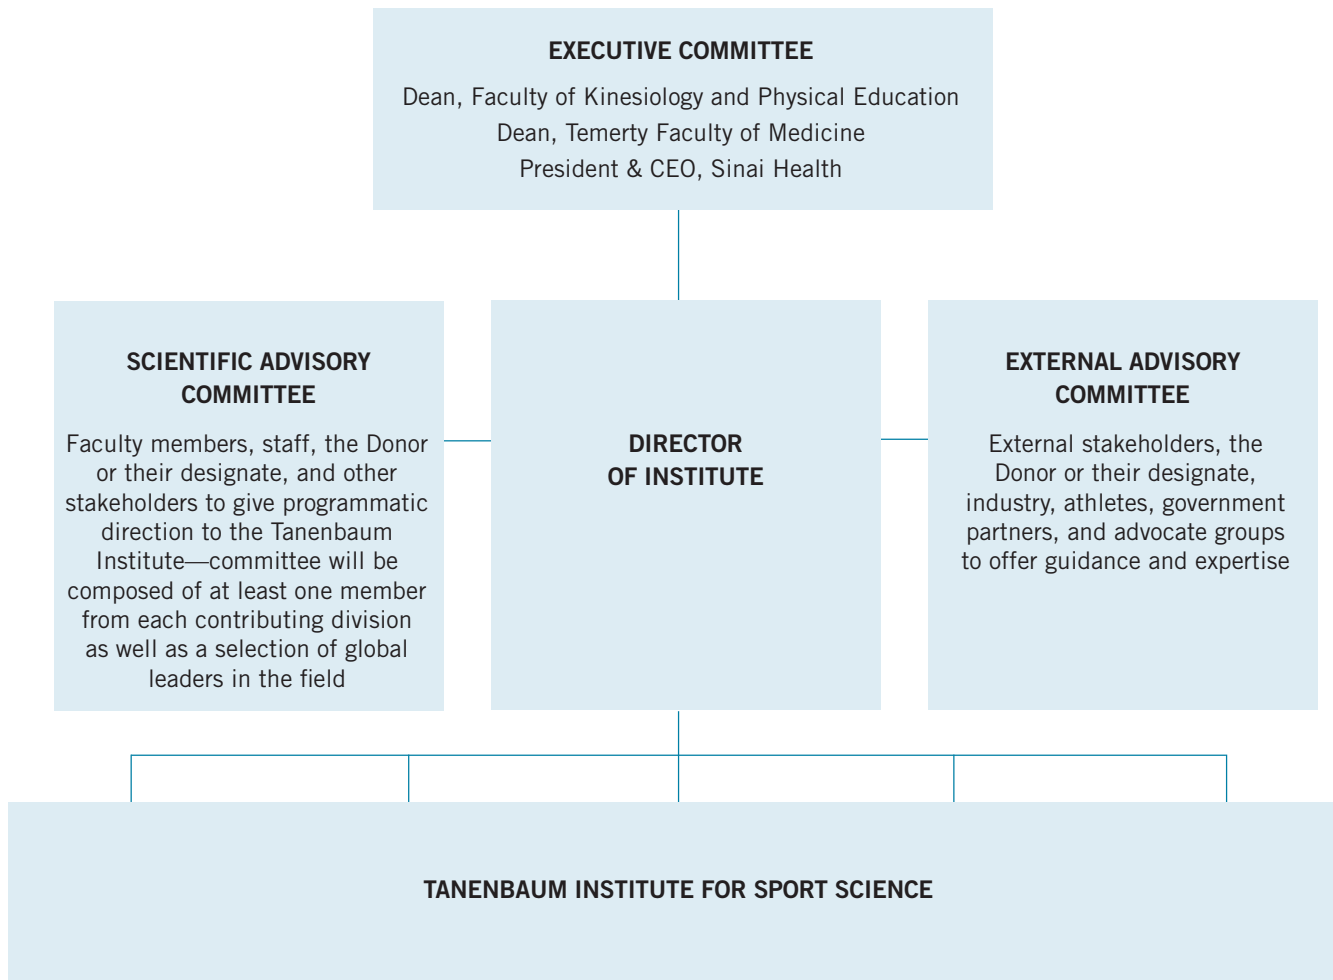 EXECUTIVE COMMITTEE
Dean, Faculty of Kinesiology and Physical Education
Dean, Temerty Faculty of Medicine
President & CEO, Sinai Health
SCIENTIFIC ADVISORY
COMMITTEE
Faculty members, staff, the Donor
or their designate, and other
stakeholders to give programmatic
direction to the Tanenbaum
Institute—committee will be
composed of at least one member
from each contributing division
as well as a selection of global
leaders in the field
DIRECTOR
OF INSTITUTE
EXTERNAL ADVISORY
COMMITTEE
External stakeholders, the
Donor or their designate,
industry, athletes, government
partners, and advocate groups
to offer guidance and expertise
TANENBAUM INSTITUTE FOR SPORT SCIENCE